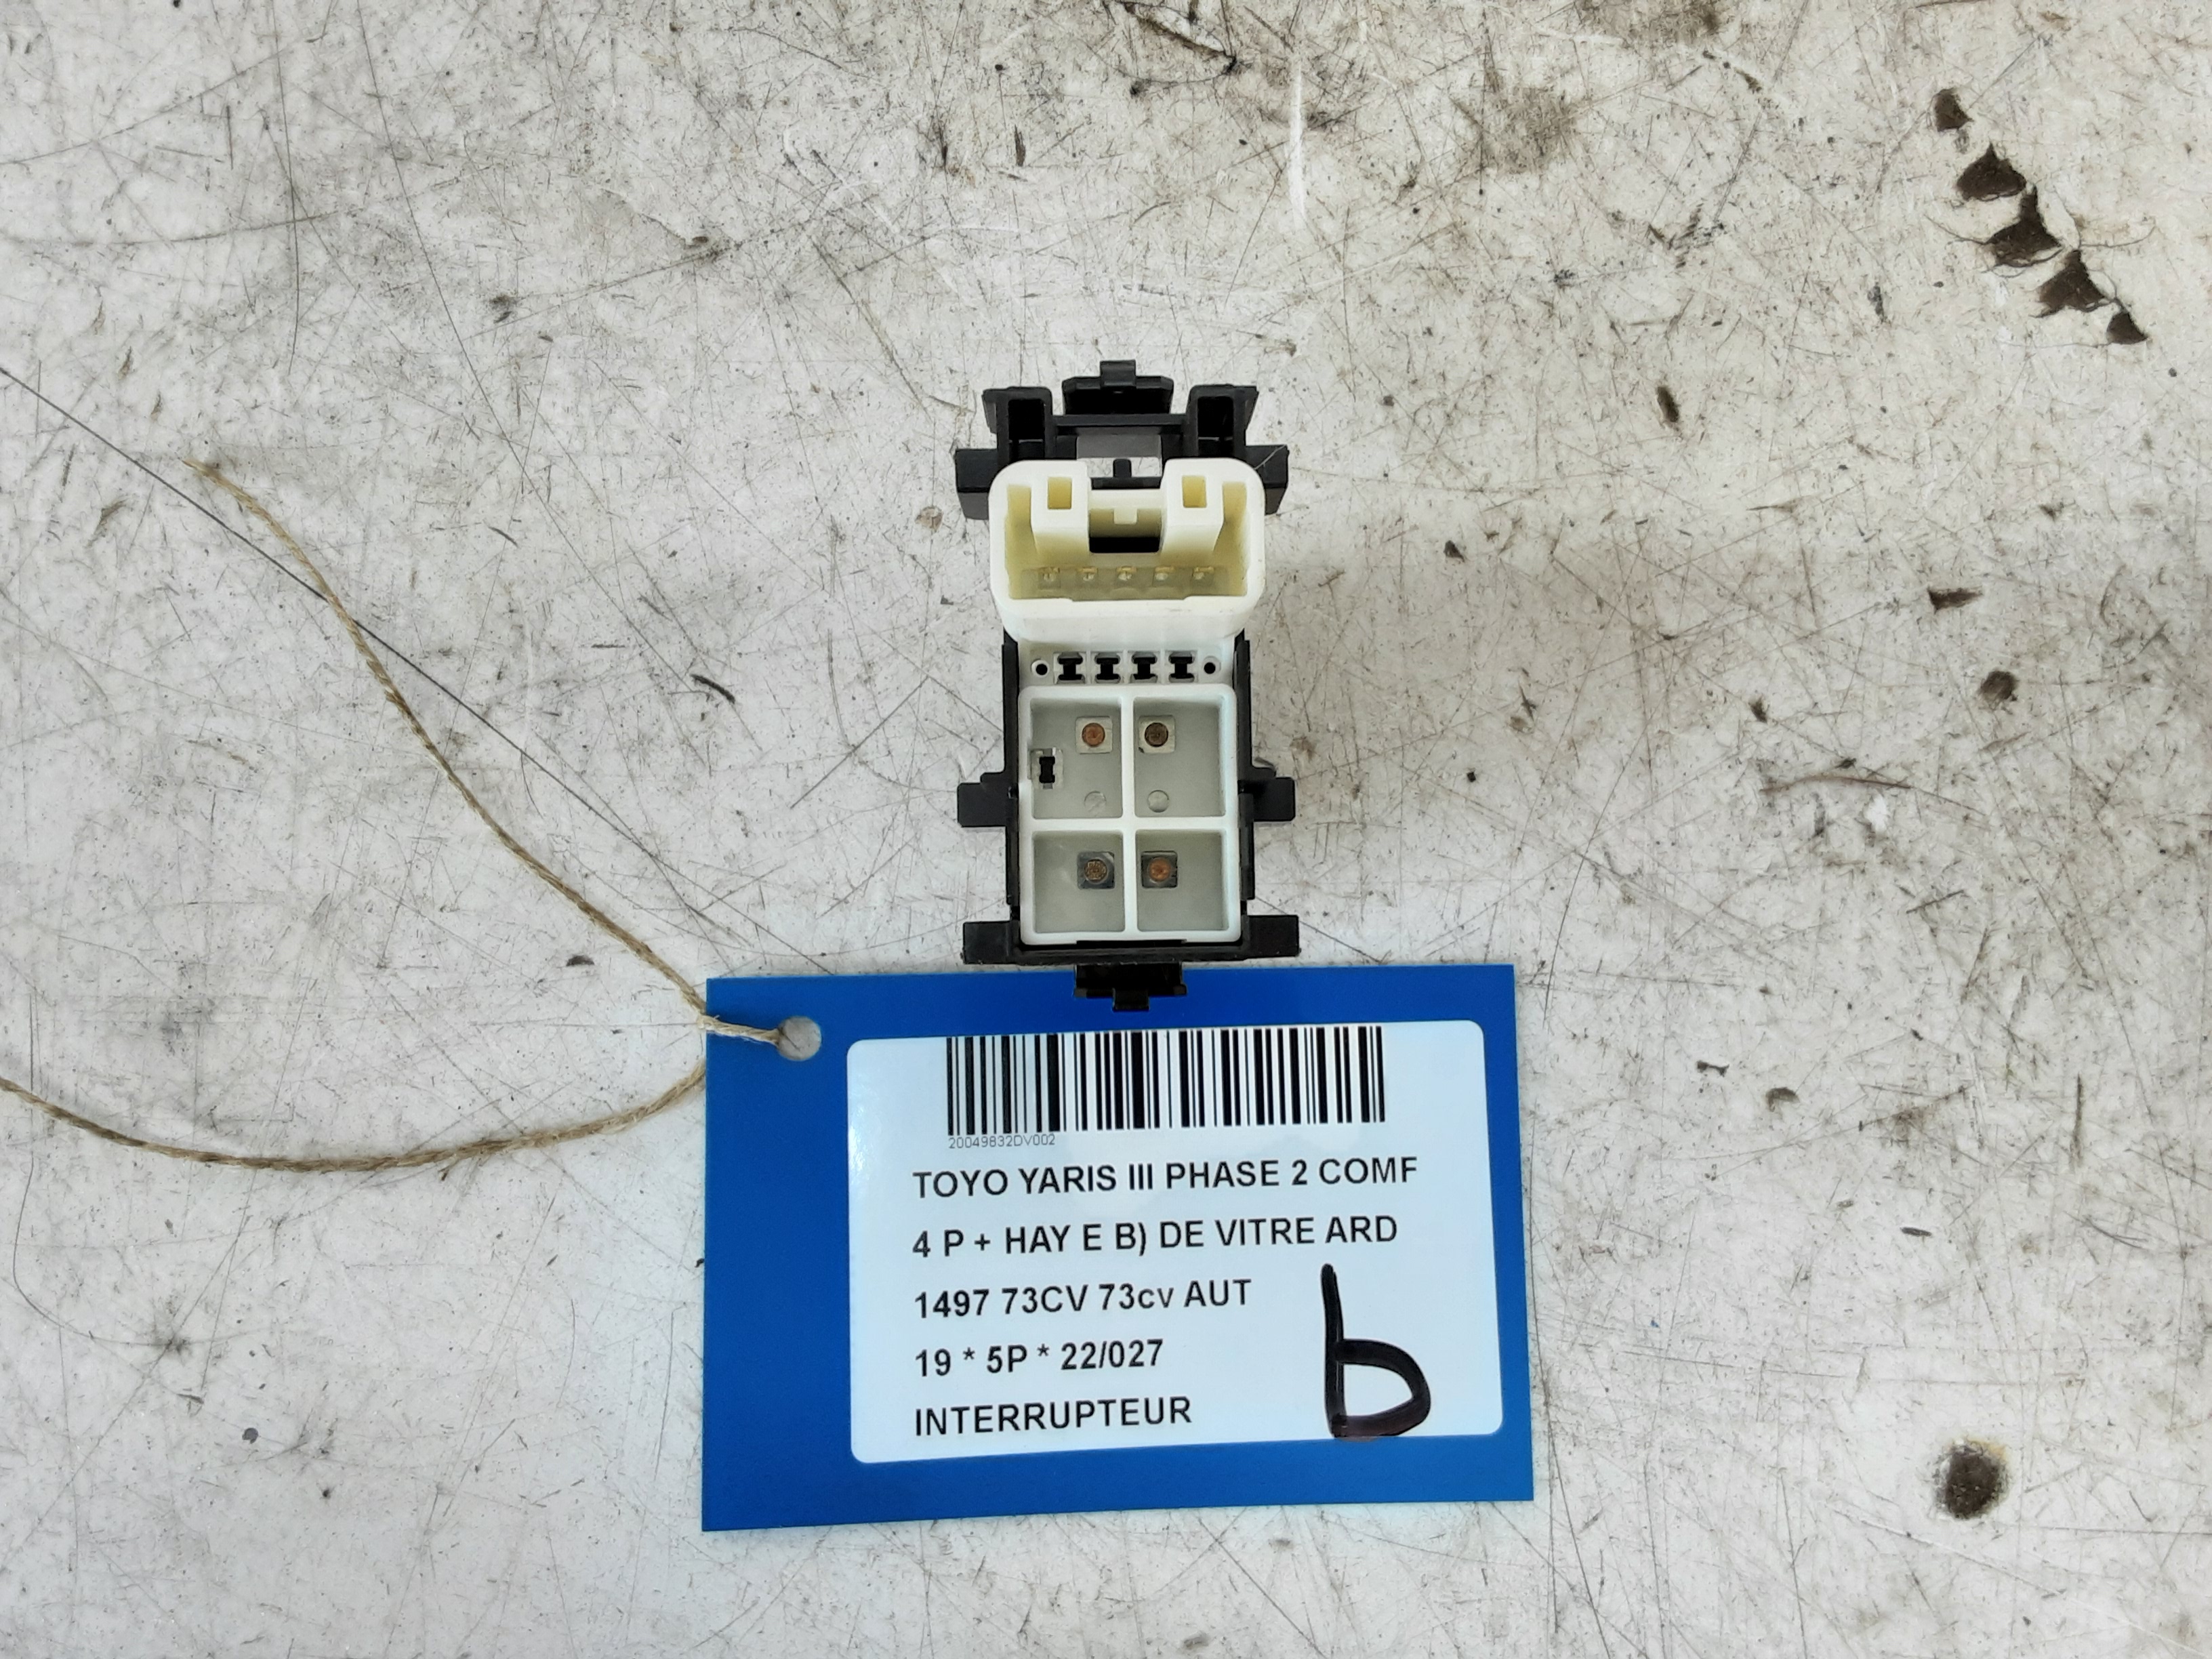 20049832DV002
TOYO YARIS III PHASE 2 COMF
4 P + HAY E B) DE VITRE ARD
1497 73CV 73cv AUT
19 * 5P * 22/027
INTERRUPTEUR
b